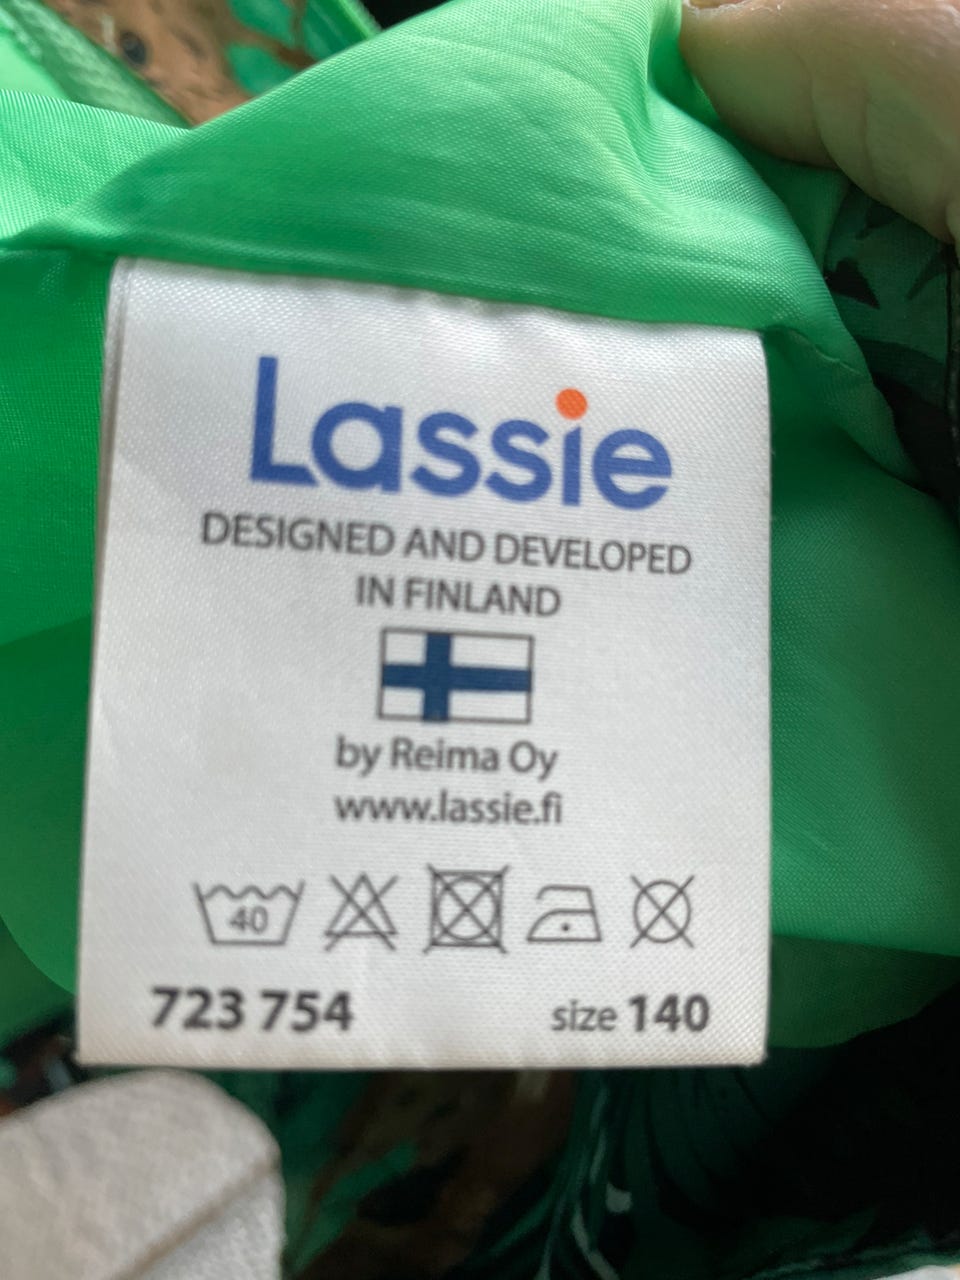 Lassie
DESIGNED AND DEVELOPED
IN FINLAND
by Reima Oy
www.lassie.fi
40
723 754 size 140